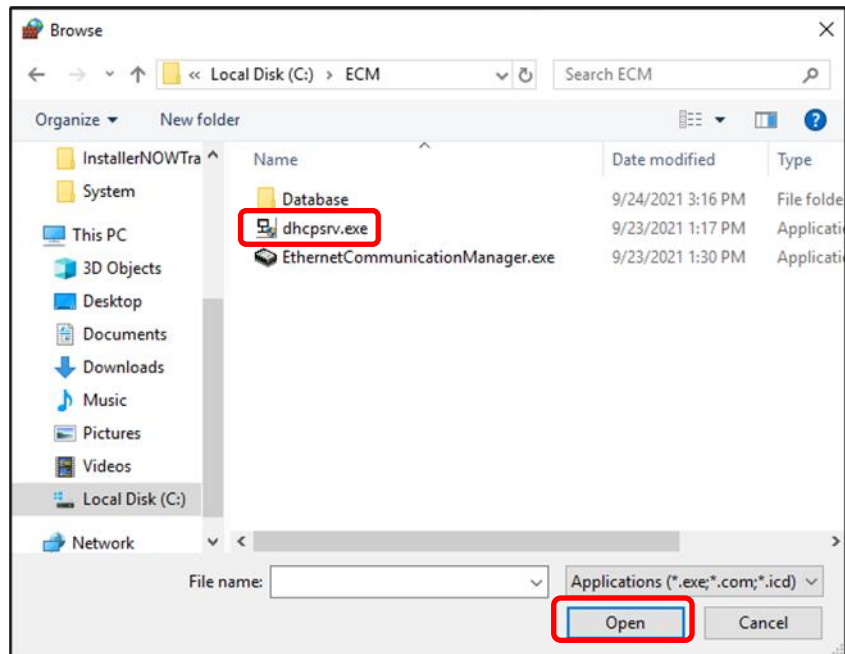 Browse
« Local Disk (C:) › ECM
Search ECM
Organize
New folder
InstallerNOWTra
System
This PC
3D Objects
Desktop
Documents
Downloads
Music
Pictures
Videos
Local Disk (C:)
Network
Name Date modified Type
Database 9/24/2021 3:16 PM File folde
dhcpsrv.exe 9/23/2021 1:17 PM Applicati
EthernetCommunicationManager.exe 9/23/2021 1:30 PM Applicati
File name:
Applications (*.exe;*.com;*.icd)
Open
Cancel